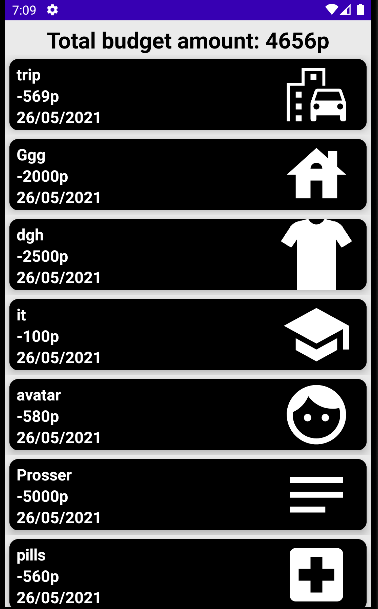 7:09
Total budget amount: 4656p
trip
-569p
26/05/2021
Ggg
-2000p
26/05/2021
dgh
-2500p
26/05/2021
it
-100p
26/05/2021
avatar
-580p
26/05/2021
Prosser
-5000p
26/05/2021
pills
-560p
26/05/2021